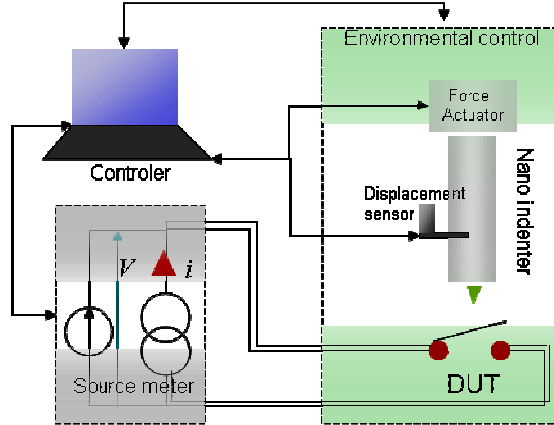 Environmental control
Force
Actuator
Controler
Nano indenter
Displacement
sensor
V
i
Source meter
DUT